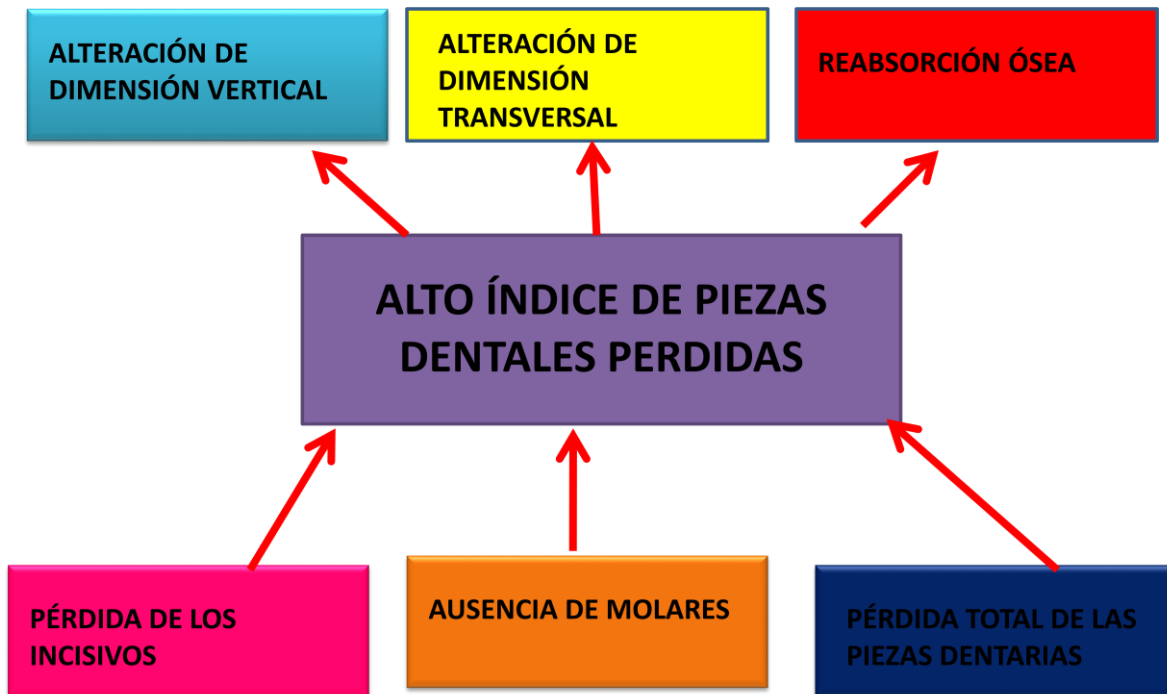 ALTERACIÓN DE
DIMENSIÓN VERTICAL
ALTERACIÓN DE
DIMENSIÓN
TRANSVERSAL
REABSORCIÓN ÓSEA
ALTO ÍNDICE DE PIEZAS
DENTALES PERDIDAS
PÉRDIDA DE LOS
INCISIVOS
AUSENCIA DE MOLARES
PÉRDIDA TOTAL DE LAS
PIEZAS DENTARIAS